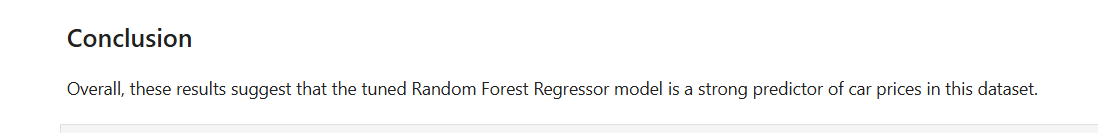 Conclusion
Overall, these results suggest that the tuned Random Forest Regressor model is a strong predictor of car prices in this dataset.